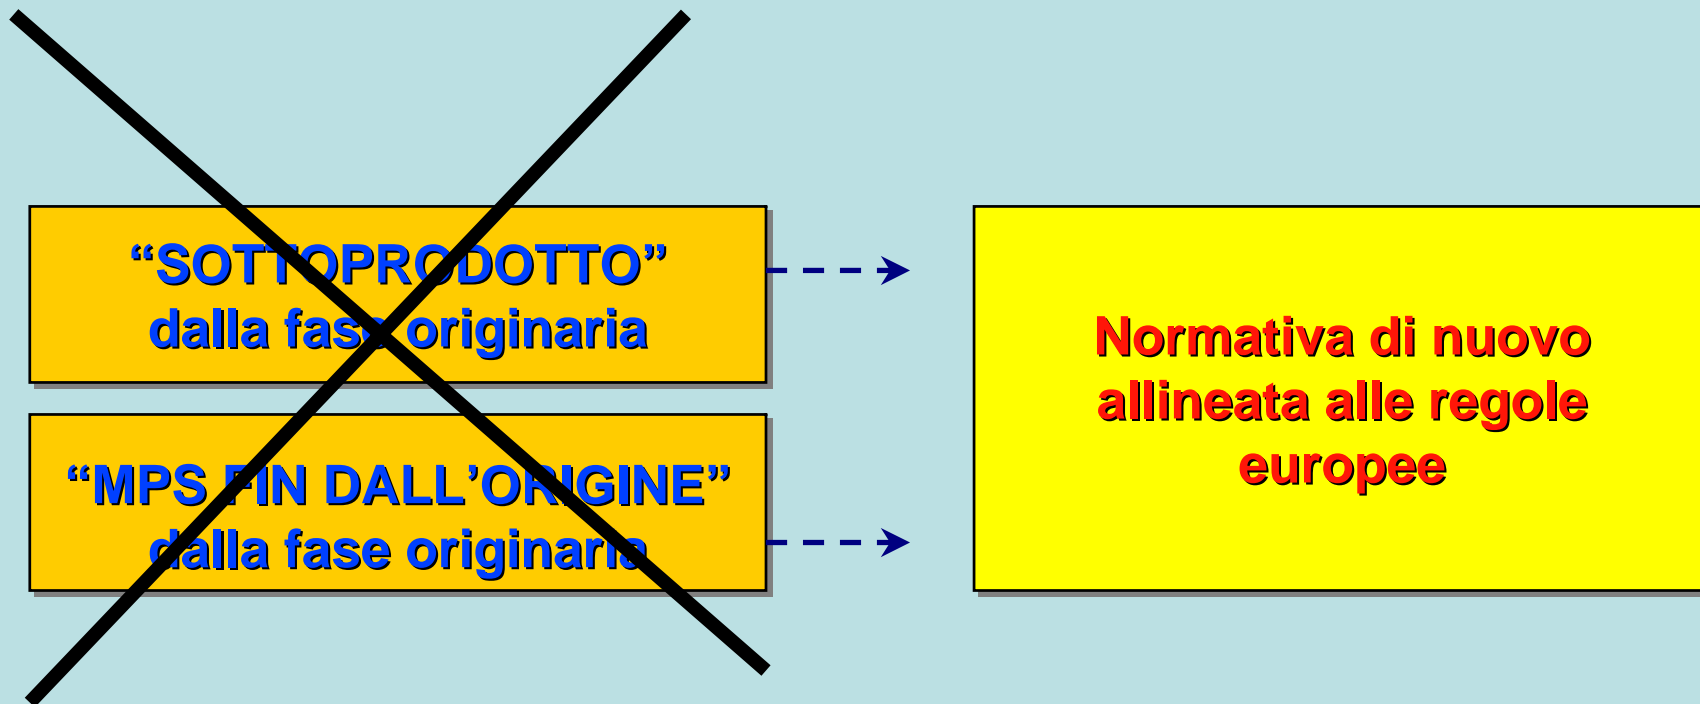 “SOTTOPRODOTTO”
dalla fase originaria
“MPS FIN DALL’ORIGINE”
dalla fase originaria
Normativa di nuovo
allineata alle regole
europee